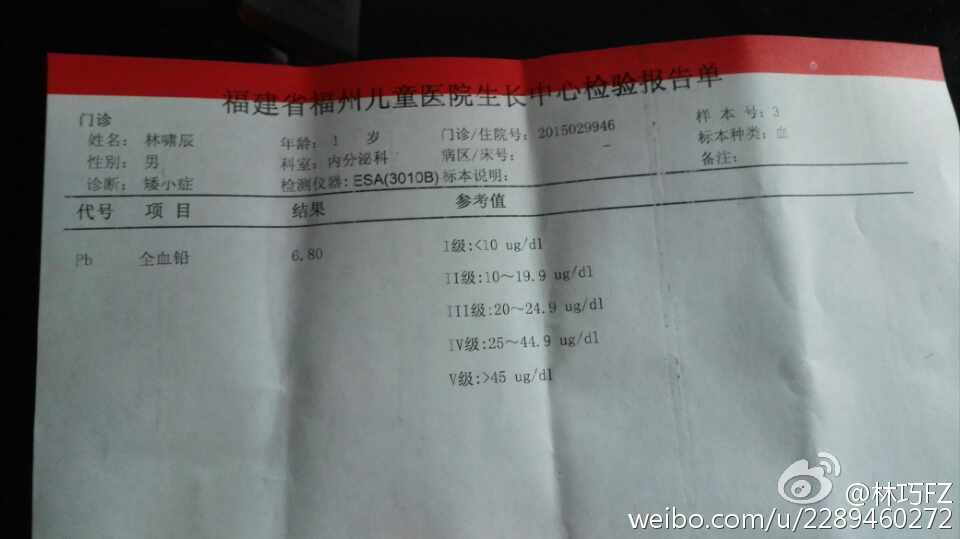 福建省福州儿童医院生长中心检验报告单
门诊 样本号: 3
姓名: 林啸辰 年龄: 1 岁 门诊/住院号: 2015029946 标本种类: 血
性别: 男 科室: 内分泌科 病区/床号: - 备注:
诊断: 矮小症 检测仪器: ESA(3010B) 标本说明:
代号 项目 结果 参考值
Pb 全血铅 6.80 I级:<10 ug/dl
II级:10~19.9 ug/dl
III级:20~24.9 ug/dl
IV级:25~44.9 ug/dl
V级:>45 ug/dl
@林巧FZ
weibo.com/u/2289460272